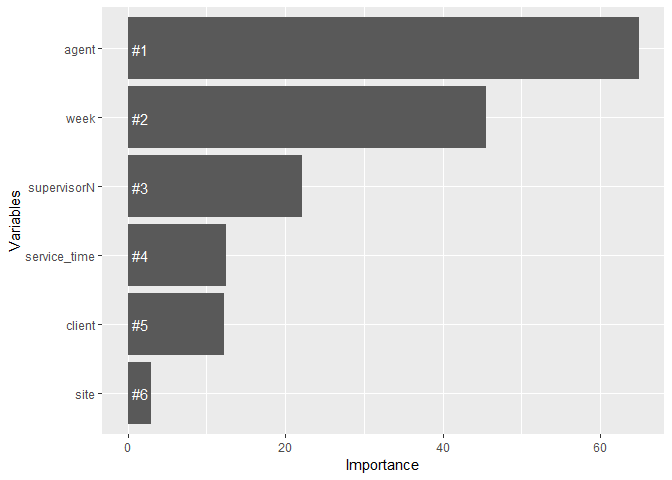 agent #1
week #2
supervisorN #3
service_time #4
client #5
site #6
Variables
0 20 40 60
Importance